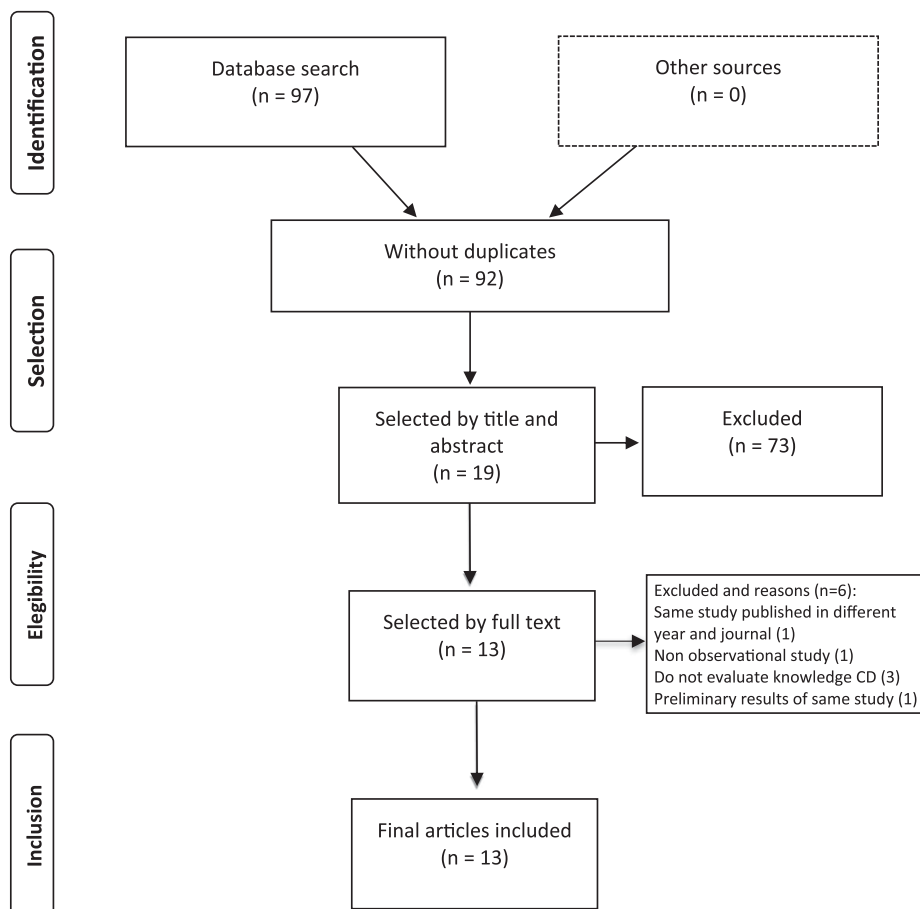 Identification
Database search
(n = 97)
Other sources
(n = 0)
Selection
Without duplicates
(n = 92)
Selected by title and
abstract
(n = 19)
Excluded
(n = 73)
Elegibility
Selected by full text
(n = 13)
Excluded and reasons (n=6):
Same study published in different
year and journal (1)
Non observational study (1)
Do not evaluate knowledge CD (3)
Preliminary results of same study (1)
Inclusion
Final articles included
(n = 13)